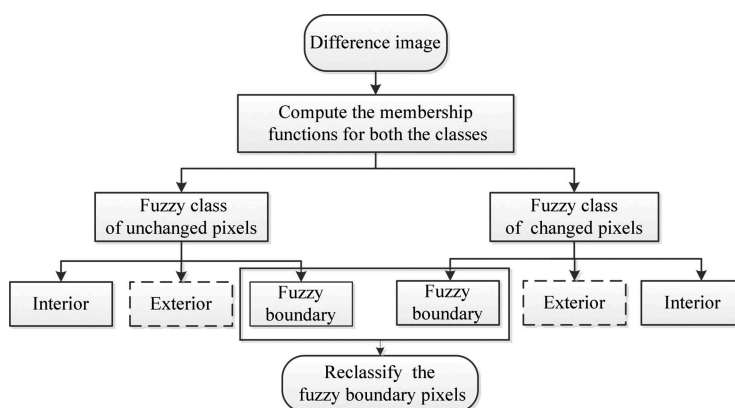 Difference image
Compute the membership
functions for both the classes
Fuzzy class
of unchanged pixels
Fuzzy class
of changed pixels
Interior
Exterior
Fuzzy
boundary
Fuzzy
boundary
Exterior
Interior
Reclassify the
fuzzy boundary pixels